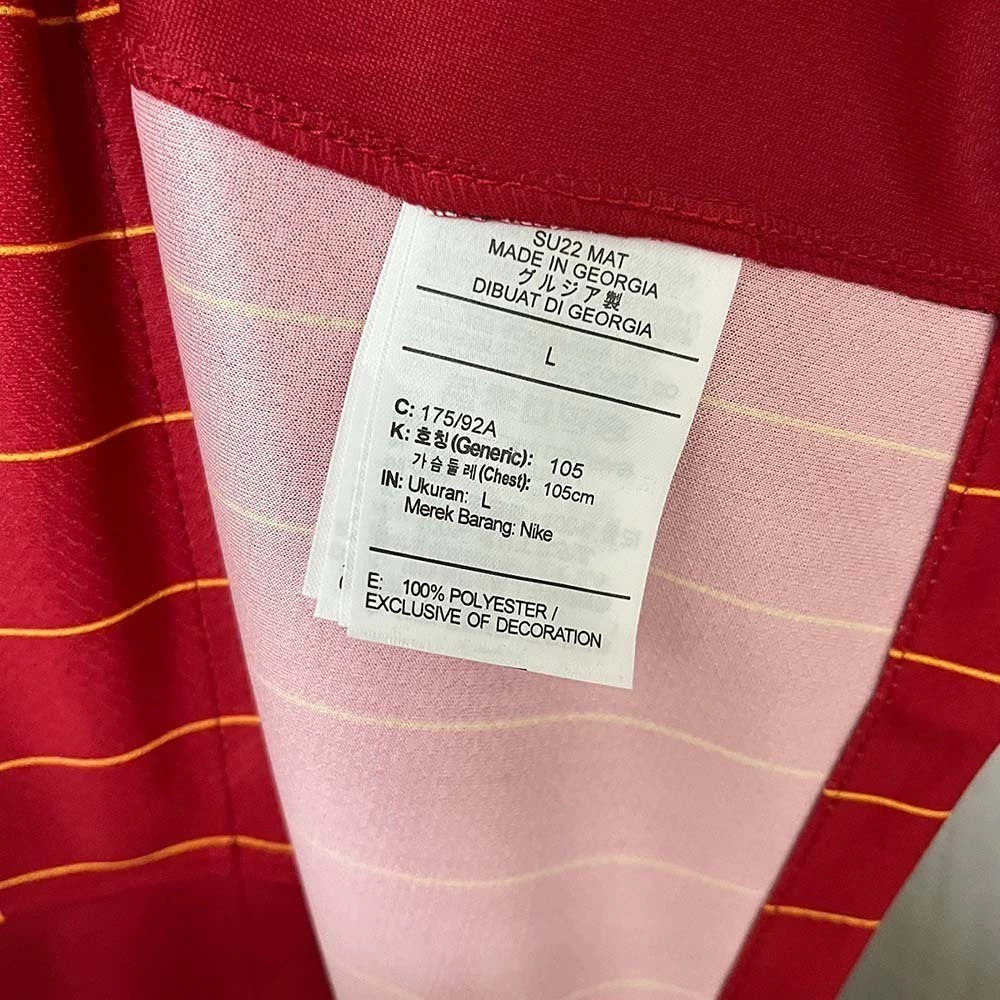 SU22 MAT
MADE IN GEORGIA
グルジア製
DIBUAT DI GEORGIA
L
C: 175/92A
K: 호칭(Generic): 105
가슴둘레(Chest): 105cm
IN: Ukuran: L
Merek Barang: Nike
E: 100% POLYESTER /
EXCLUSIVE OF DECORATION